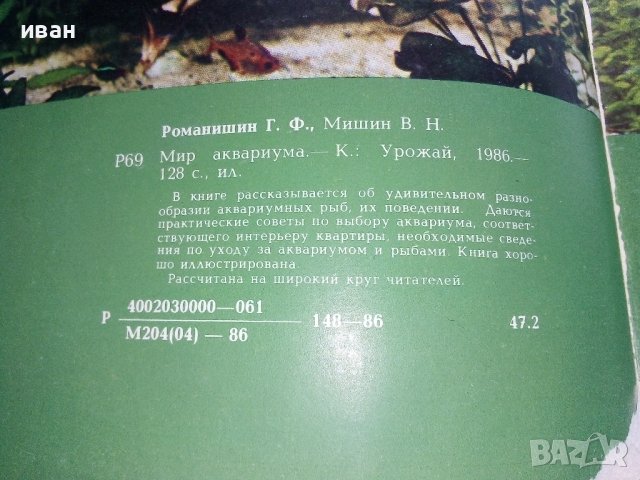 иван
Романишин Г. Ф., Мишин В. Н.
Р69 Мир аквариума.— К.: Урожай, 1986.—
128 с., ил.
В книге рассказывается об удивительном разно-
образии аквариумных рыб, их поведении. Даются
практические советы по выбору аквариума, соответ-
ствующего интерьеру квартиры, необходимые сведе-
ния по уходу за аквариумом и рыбами. Книга хоро-
шо иллюстрирована.
Рассчитана на широкий круг читателей.
Р 4002030000—061 148—86 47.2
М204(04) — 86
BAZAR